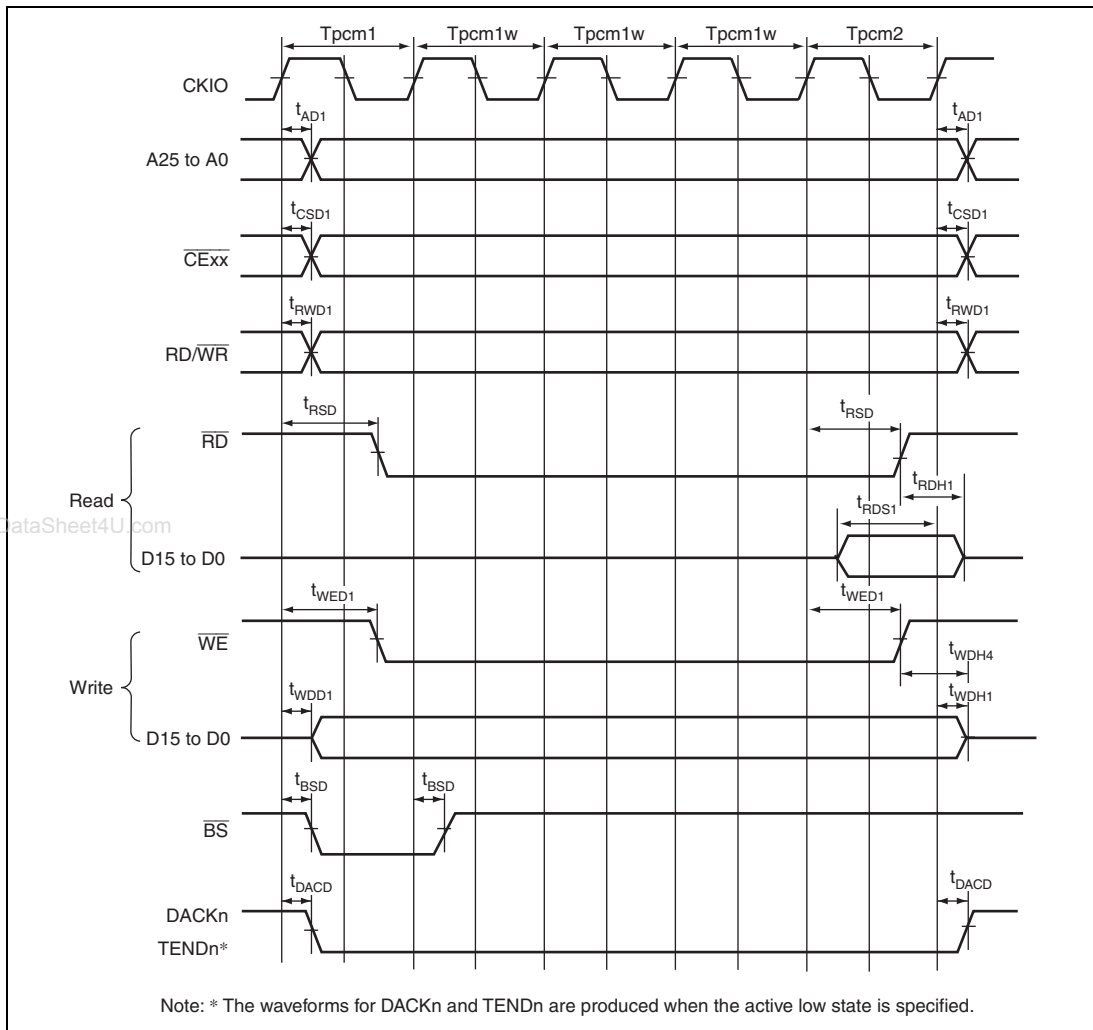 Tpcm1 Tpcm1w Tpcm1w Tpcm1w Tpcm2
CKIO
tAD1 tAD1
A25 to A0
tCSD1 tCSD1
CExx
tRWD1 tRWD1
RD/WR
tRSD tRSD
RD
tRDH1
Read
tRDS1
DataSheet4U.com
D15 to D0
tWED1 tWED1
WE
tWDH4
Write
tWDD1 tWDH1
D15 to D0
tBSD tBSD
BS
tDACD tDACD
DACKn
TENDn*
Note: * The waveforms for DACKn and TENDn are produced when the active low state is specified.